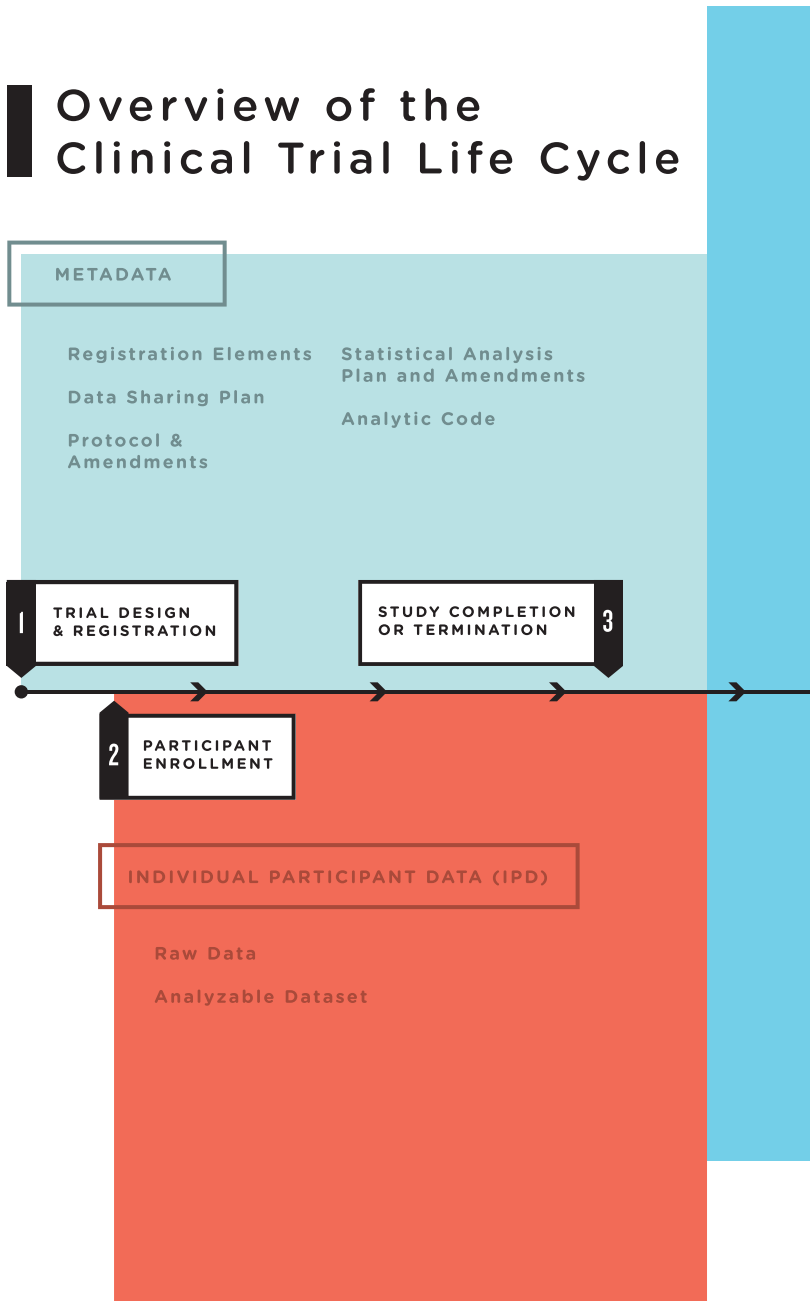 Overview of the
Clinical Trial Life Cycle
METADATA
Registration Elements
Data Sharing Plan
Protocol &
Amendments
Statistical Analysis
Plan and Amendments
Analytic Code
1
TRIAL DESIGN
& REGISTRATION
STUDY COMPLETION
OR TERMINATION
3
2
PARTICIPANT
ENROLLMENT
INDIVIDUAL PARTICIPANT DATA (IPD)
Raw Data
Analyzable Dataset